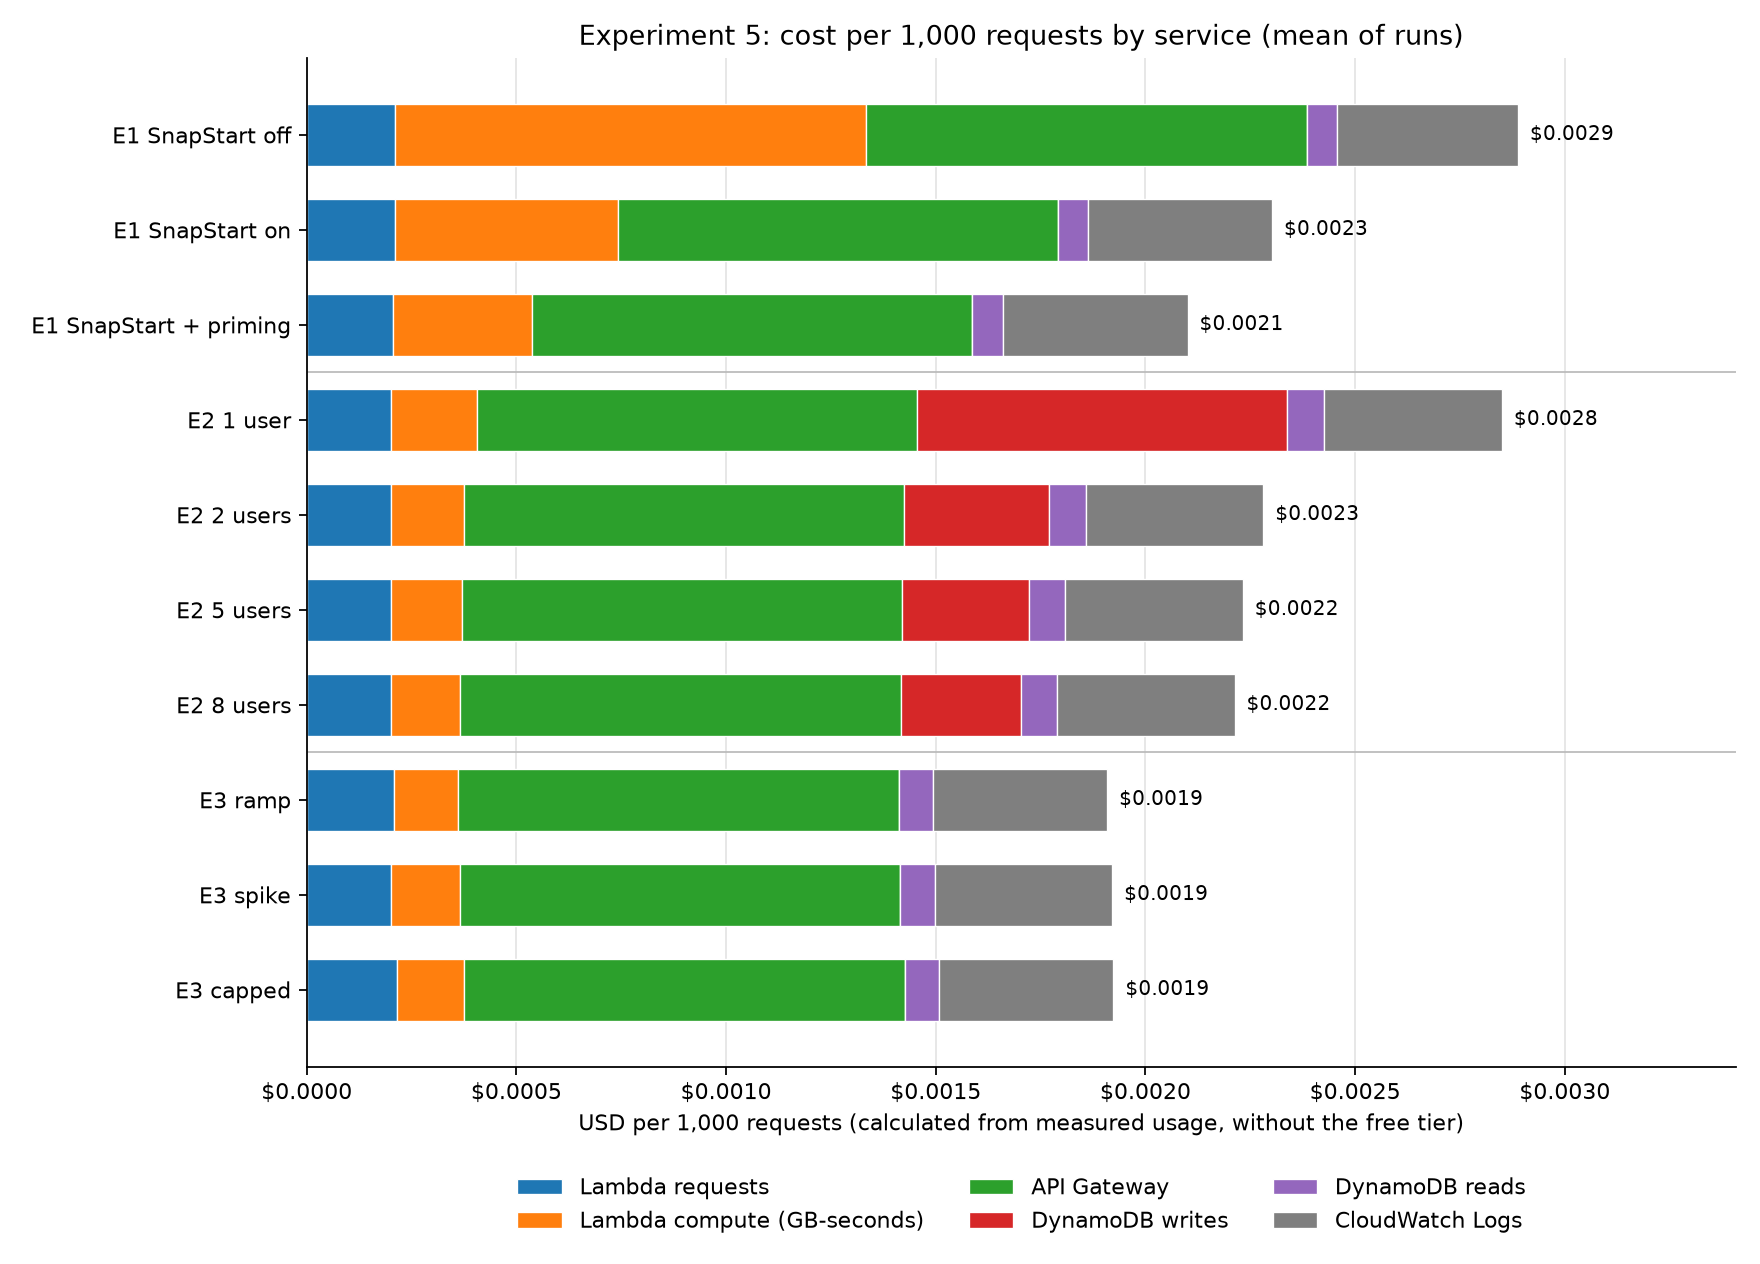 Experiment 5: cost per 1,000 requests by service (mean of runs)
E1 SnapStart off
$0.0029
E1 SnapStart on
$0.0023
E1 SnapStart + priming
$0.0021
E2 1 user
$0.0028
E2 2 users
$0.0023
E2 5 users
$0.0022
E2 8 users
$0.0022
E3 ramp
$0.0019
E3 spike
$0.0019
E3 capped
$0.0019
$0.0000 $0.0005 $0.0010 $0.0015 $0.0020 $0.0025 $0.0030
USD per 1,000 requests (calculated from measured usage, without the free tier)
Lambda requests
Lambda compute (GB-seconds)
API Gateway
DynamoDB writes
DynamoDB reads
CloudWatch Logs